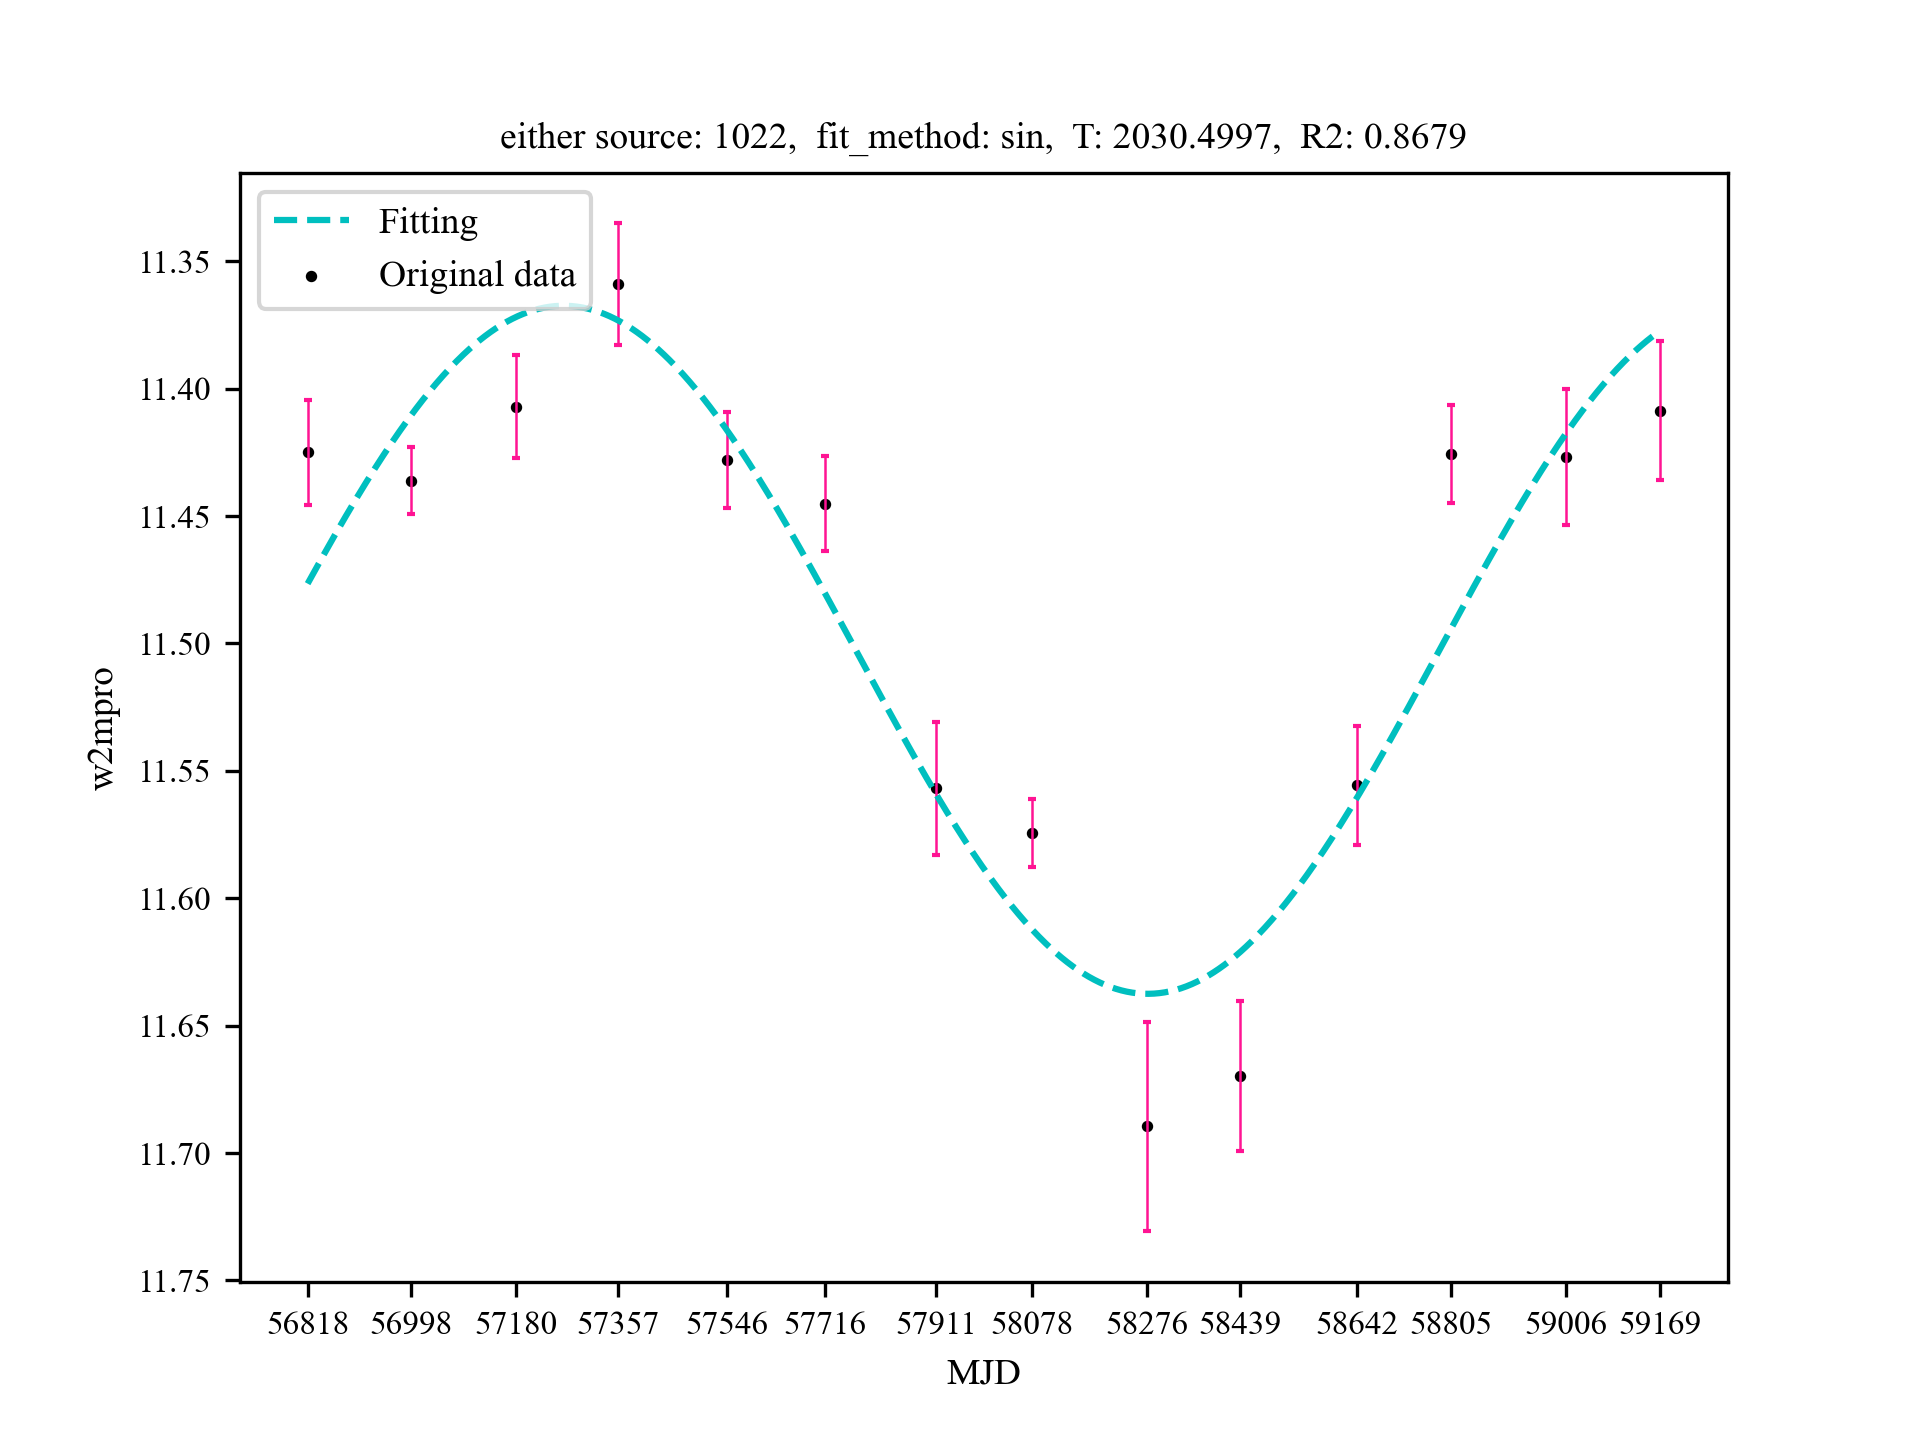 either source: 1022,  fit_method: sin,  T: 2030.4997,  R2: 0.8679
Fitting
Original data
11.35
11.40
11.45
11.50
11.55
11.60
11.65
11.70
11.75
w2mpro
56818 56998 57180 57357 57546 57716 57911 58078 58276 58439 58642 58805 59006 59169
MJD